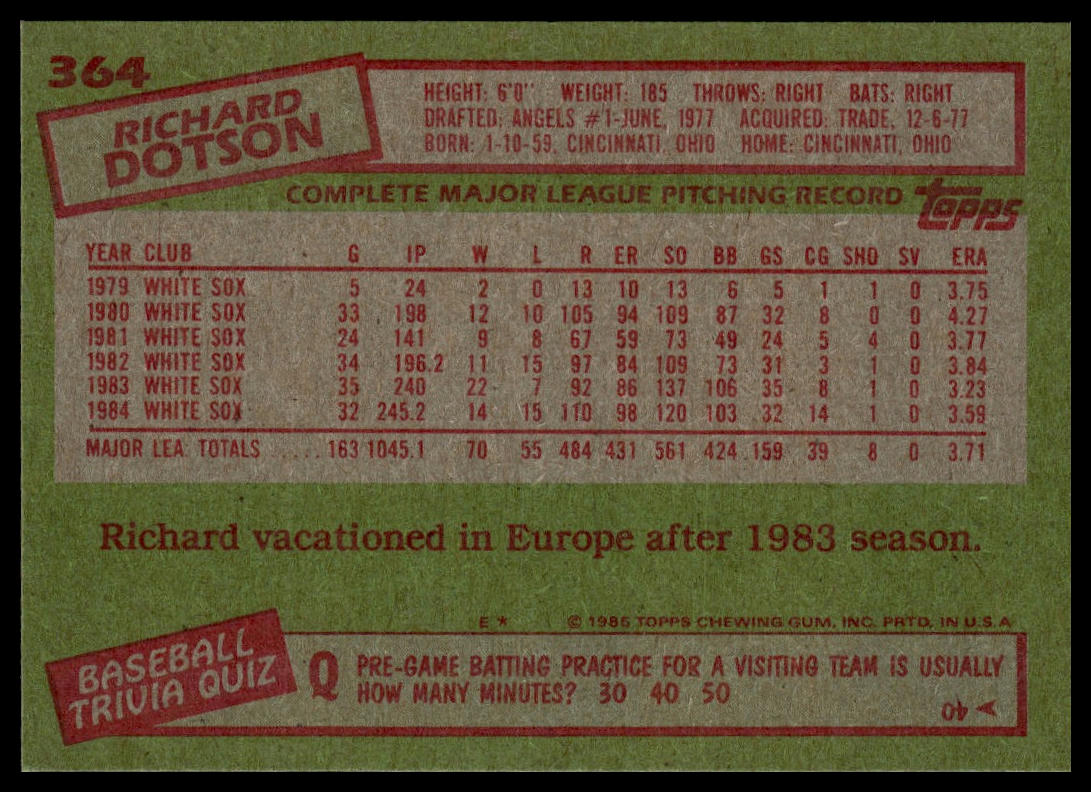 364
RICHARD
DOTSON
HEIGHT: 6'0" WEIGHT: 185 THROWS: RIGHT BATS: RIGHT
DRAFTED: ANGELS #1-JUNE, 1977 ACQUIRED: TRADE, 12-6-77
BORN: 1-10-59, CINCINNATI, OHIO HOME: CINCINNATI, OHIO
COMPLETE MAJOR LEAGUE PITCHING RECORD topps
YEAR CLUB G IP W L R ER SO BB GS CG SHO SV ERA
1979 WHITE SOX 5 24 2 0 13 10 13 6 5 1 1 0 3.75
1980 WHITE SOX 33 198 12 10 105 94 109 87 32 8 0 0 4.27
1981 WHITE SOX 24 141 9 8 67 59 73 49 24 5 4 0 3.77
1982 WHITE SOX 34 196.2 11 15 97 84 109 73 31 3 1 0 3.84
1983 WHITE SOX 35 240 22 7 92 86 137 106 35 8 1 0 3.23
1984 WHITE SOX 32 245.2 14 15 110 98 120 103 32 14 1 0 3.59
MAJOR LEA. TOTALS ..... 163 1045.1 70 55 484 431 561 424 159 39 8 0 3.71
Richard vacationed in Europe after 1983 season.
E * © 1985 TOPPS CHEWING GUM, INC. PRTD. IN U.S.A.
BASEBALL
TRIVIA QUIZ
Q PRE-GAME BATTING PRACTICE FOR A VISITING TEAM IS USUALLY
HOW MANY MINUTES? 30 40 50
A 40